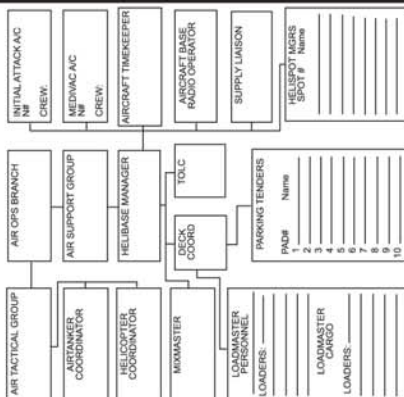 AIR TACTICAL GROUP
AIR OPS BRANCH
INITIAL ATTACK A/C
N#
CREW:
AIRTANKER
COORDINATOR
AIR SUPPORT GROUP
MEDIVAC A/C
N#
CREW:
HELICOPTER
COORDINATOR
HELIBASE MANAGER
AIRCRAFT TIMEKEEPER
MIXMASTER
DECK
COORD
TOLC
AIRCRAFT BASE
RADIO OPERATOR
SUPPLY LIAISON
LOADMASTER
PERSONNEL
LOADERS:
LOADMASTER
CARGO
LOADERS:
PARKING TENDERS
PAD# Name
1
2
3
4
5
6
7
8
9
10
HELISPOT MGRS
SPOT # Name